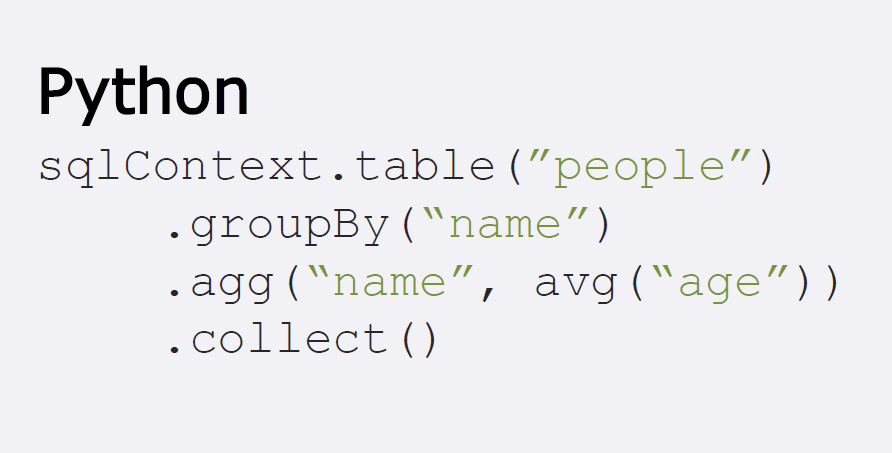 Python
sqlContext.table(”people”)
.groupBy(“name”)
.agg(“name”, avg(“age”))
.collect()